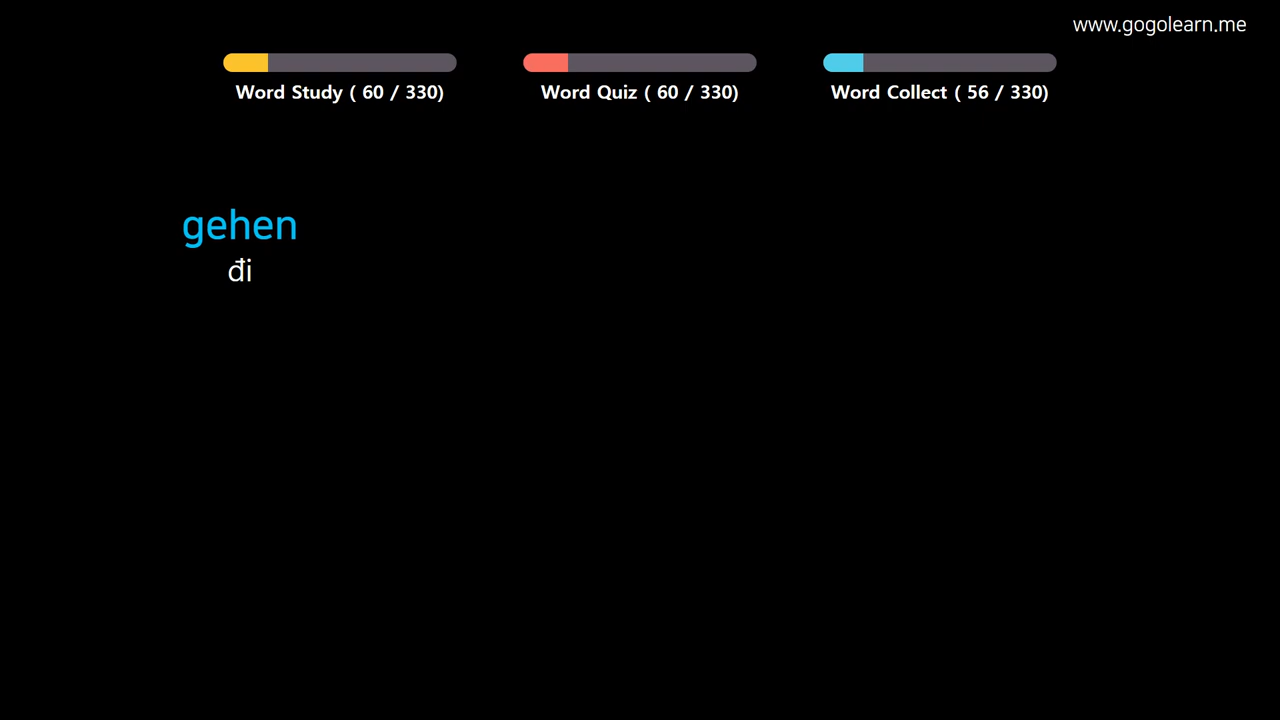 www.gogolearn.me
Word Study ( 60 / 330)
Word Quiz ( 60 / 330)
Word Collect ( 56 / 330)
gehen
đi